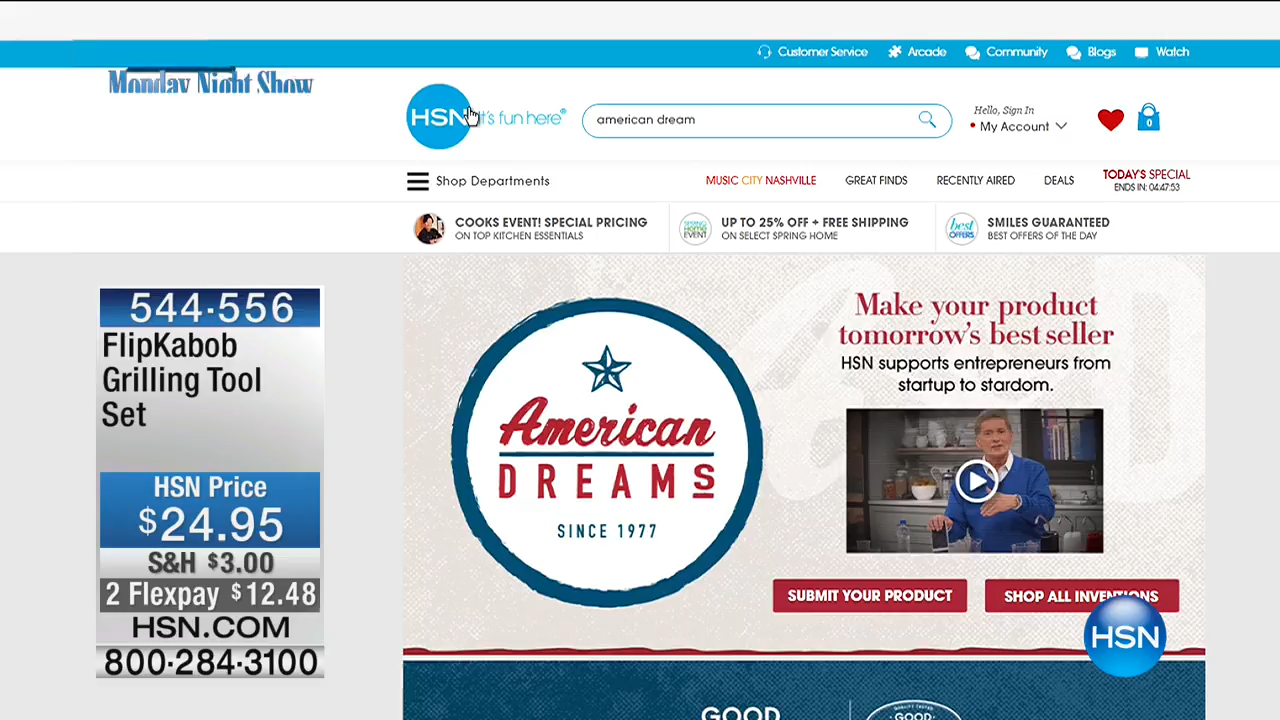 Customer Service
Arcade
Community
Blogs
Watch
Monday Night Show
HSN it's fun here®
american dream
Hello, Sign In
My Account
0
Shop Departments
MUSIC CITY NASHVILLE
GREAT FINDS
RECENTLY AIRED
DEALS
TODAY'S SPECIAL
ENDS IN: 04:47:53
COOKS EVENT! SPECIAL PRICING
ON TOP KITCHEN ESSENTIALS
SPRING Home EVENT
UP TO 25% OFF + FREE SHIPPING
ON SELECT SPRING HOME
best OFFERS
SMILES GUARANTEED
BEST OFFERS OF THE DAY
544·556
FlipKabob
Grilling Tool
Set
HSN Price
$24.95
S&H $3.00
2 Flexpay $12.48
HSN.COM
800·284·3100
American
DREAMS
SINCE 1977
Make your product
tomorrow's best seller
HSN supports entrepreneurs from
startup to stardom.
SUBMIT YOUR PRODUCT
SHOP ALL INVENTIONS
HSN
GOOD
QUALITY TESTED
GOOD